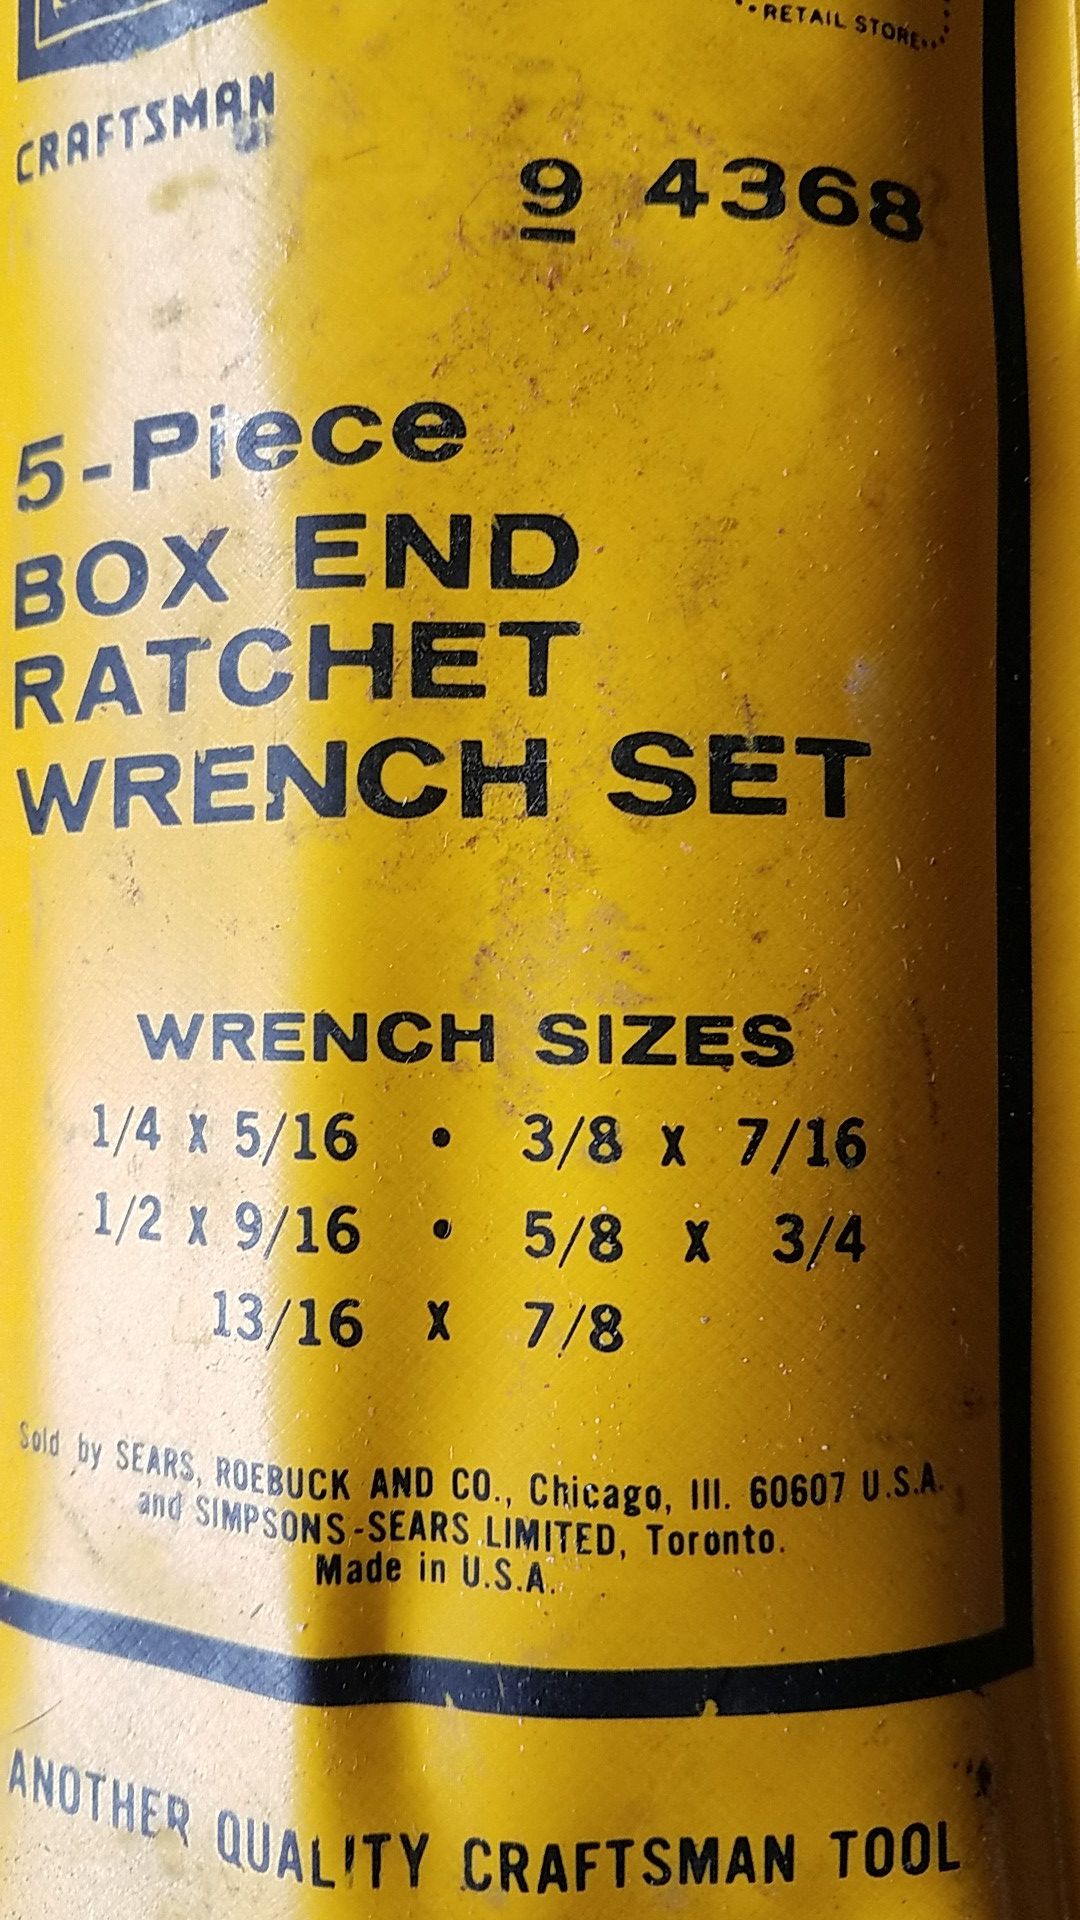 RETAIL STORE
CRAFTSMAN
9 4368
5-Piece
BOX END
RATCHET
WRENCH SET
WRENCH SIZES
1/4 X 5/16 • 3/8 X 7/16
1/2 X 9/16 • 5/8 X 3/4
13/16 X 7/8
Sold by SEARS, ROEBUCK AND CO., Chicago, Ill. 60607 U.S.A.
and SIMPSONS-SEARS LIMITED, Toronto.
Made in U.S.A.
ANOTHER QUALITY CRAFTSMAN TOOL